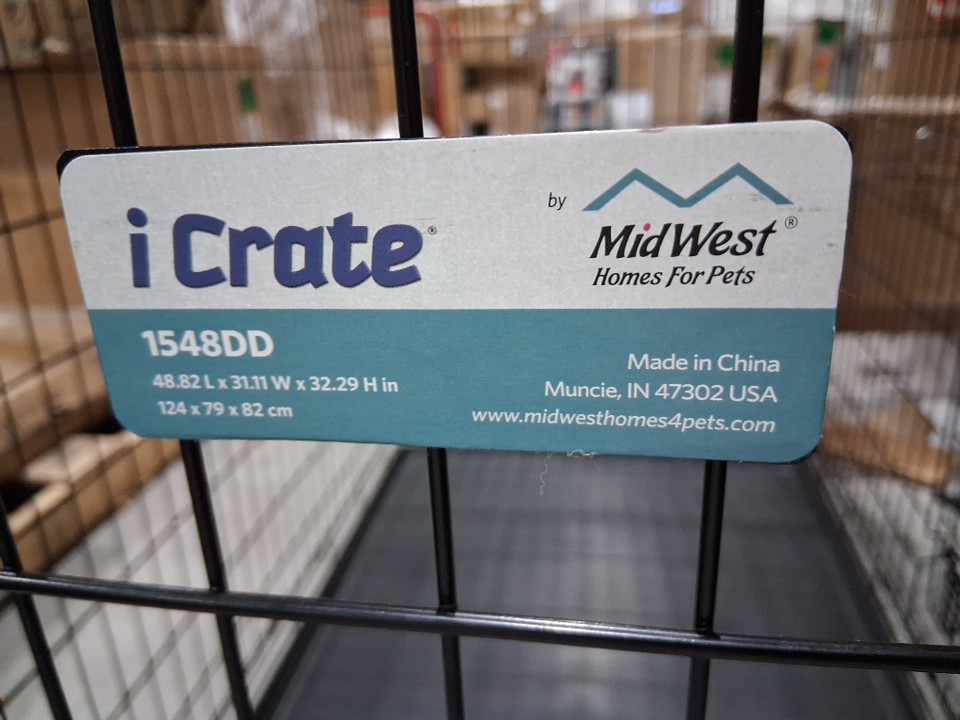 i Crate®
by
MidWest®
Homes For Pets
1548DD
48.82 L x 31.11 W x 32.29 H in
124 x 79 x 82 cm
Made in China
Muncie, IN 47302 USA
www.midwesthomes4pets.com